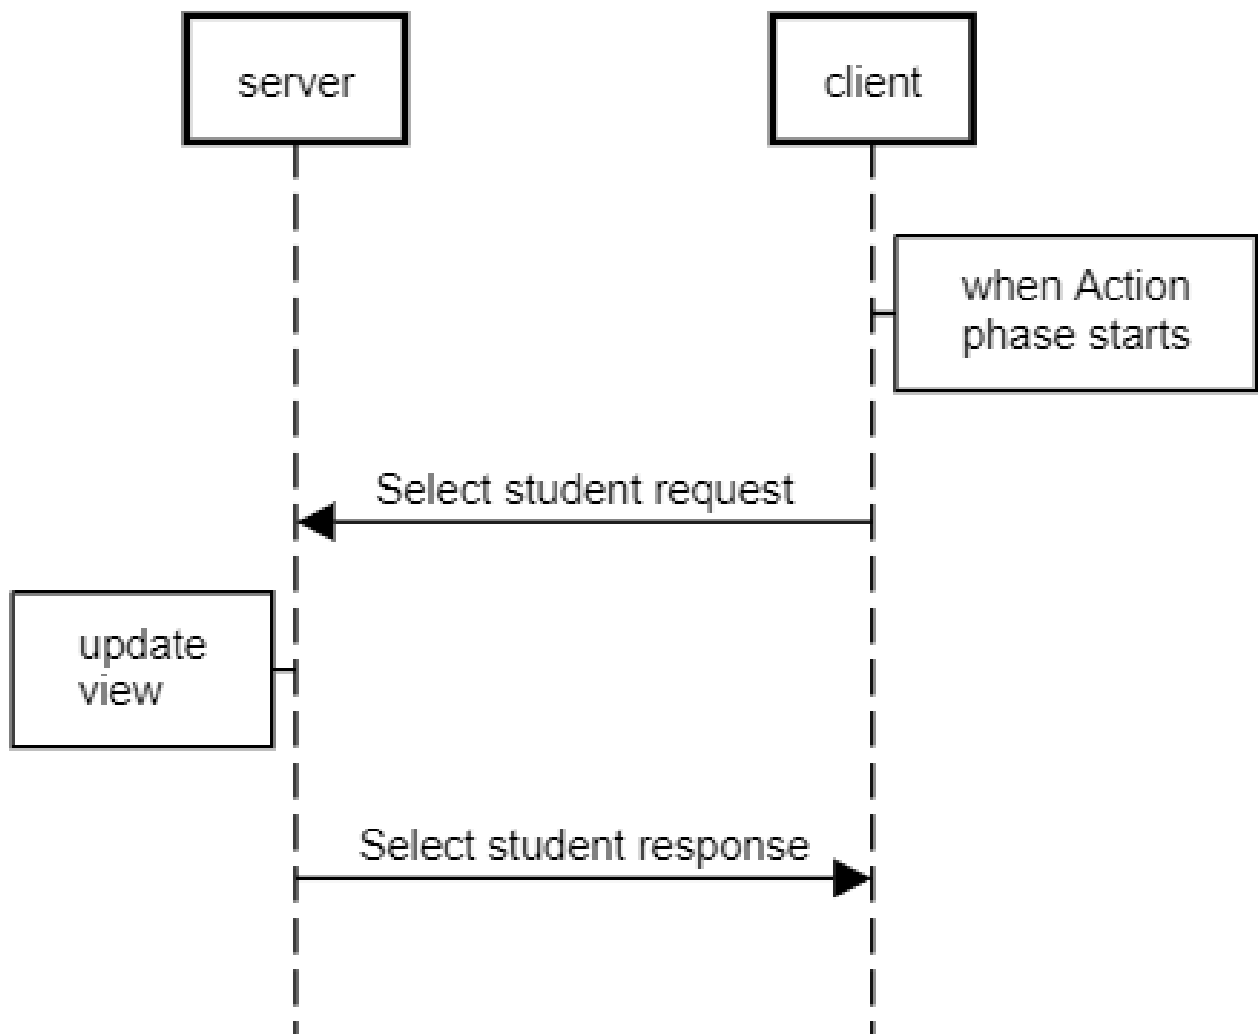 server
client
when Action
phase starts
Select student request
update
view
Select student response